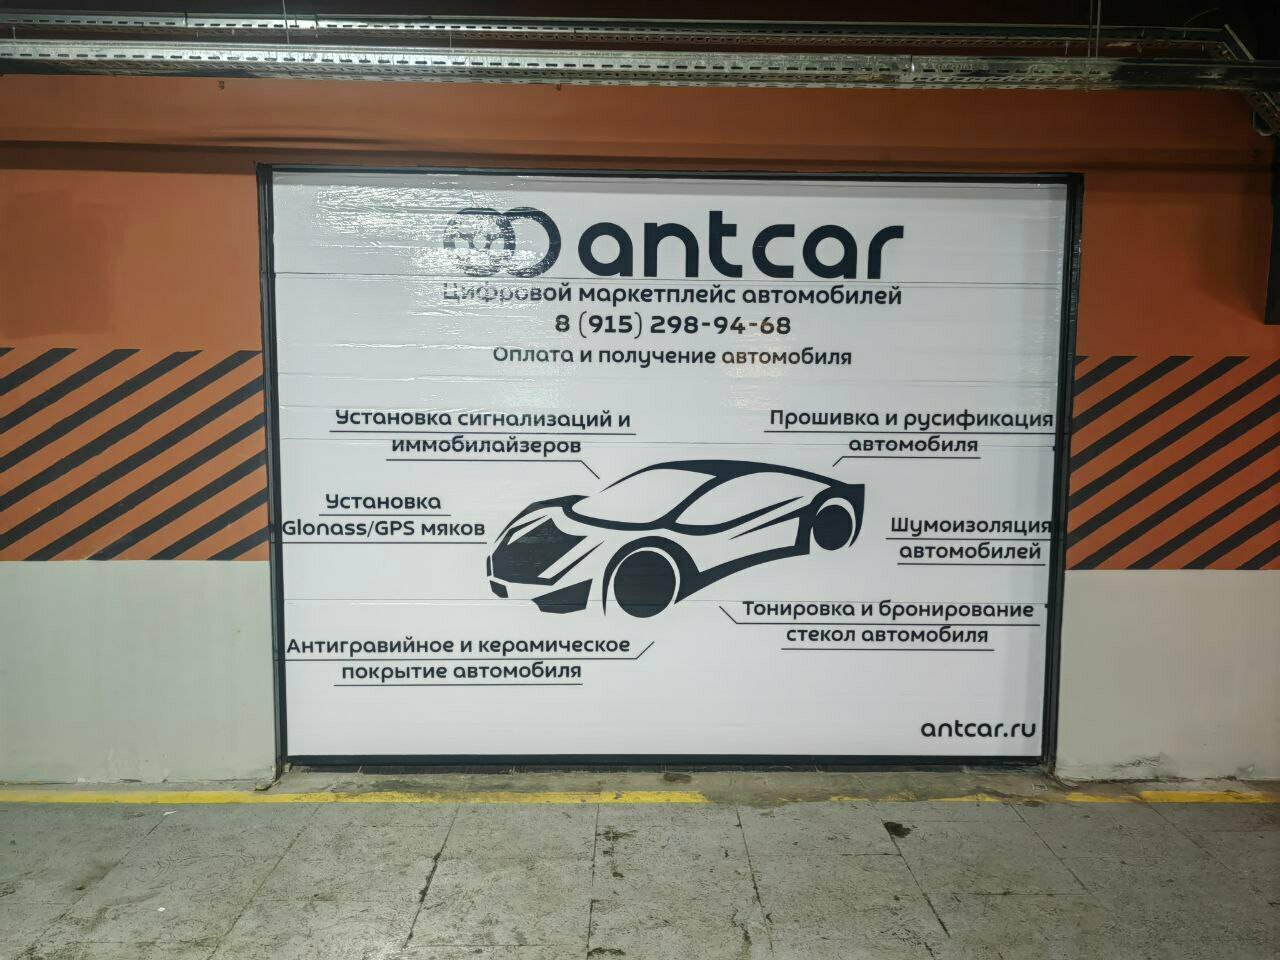 antcar
Цифровой маркетплейс автомобилей
8 (915) 298-94-68
Оплата и получение автомобиля
Установка сигнализаций и
иммобилайзеров
Прошивка и русификация
автомобиля
Установка
Glonass/GPS мяков
Шумоизоляция
автомобилей
Тонировка и бронирование
стекол автомобиля
Антигравийное и керамическое
покрытие автомобиля
antcar.ru